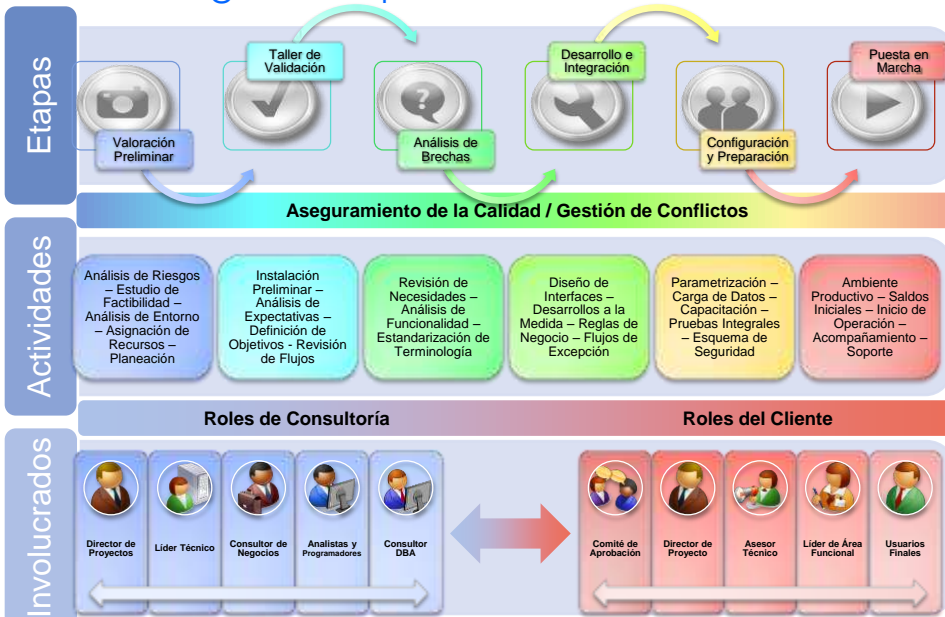 Etapas
Taller de
Validación
Desarrollo e
Integración
Puesta en
Marcha
Valoración
Preliminar
Análisis de
Brechas
Configuración
y Preparación
Aseguramiento de la Calidad / Gestión de Conflictos
Actividades
Análisis de Riesgos
– Estudio de
Factibilidad –
Análisis de Entorno
– Asignación de
Recursos –
Planeación
Instalación
Preliminar –
Análisis de
Expectativas –
Definición de
Objetivos - Revisión
de Flujos
Revisión de
Necesidades –
Análisis de
Funcionalidad –
Estandarización de
Terminología
Diseño de
Interfaces –
Desarrollos a la
Medida – Reglas de
Negocio – Flujos de
Excepción
Parametrización –
Carga de Datos –
Capacitación –
Pruebas Integrales
– Esquema de
Seguridad
Ambiente
Productivo – Saldos
Iniciales – Inicio de
Operación –
Acompañamiento –
Soporte
Roles de Consultoría
Roles del Cliente
Involucrados
Director de
Proyectos
Líder Técnico
Consultor de
Negocios
Analistas y
Programadores
Consultor
DBA
Comité de
Aprobación
Director de
Proyecto
Asesor
Técnico
Líder de Área
Funcional
Usuarios
Finales